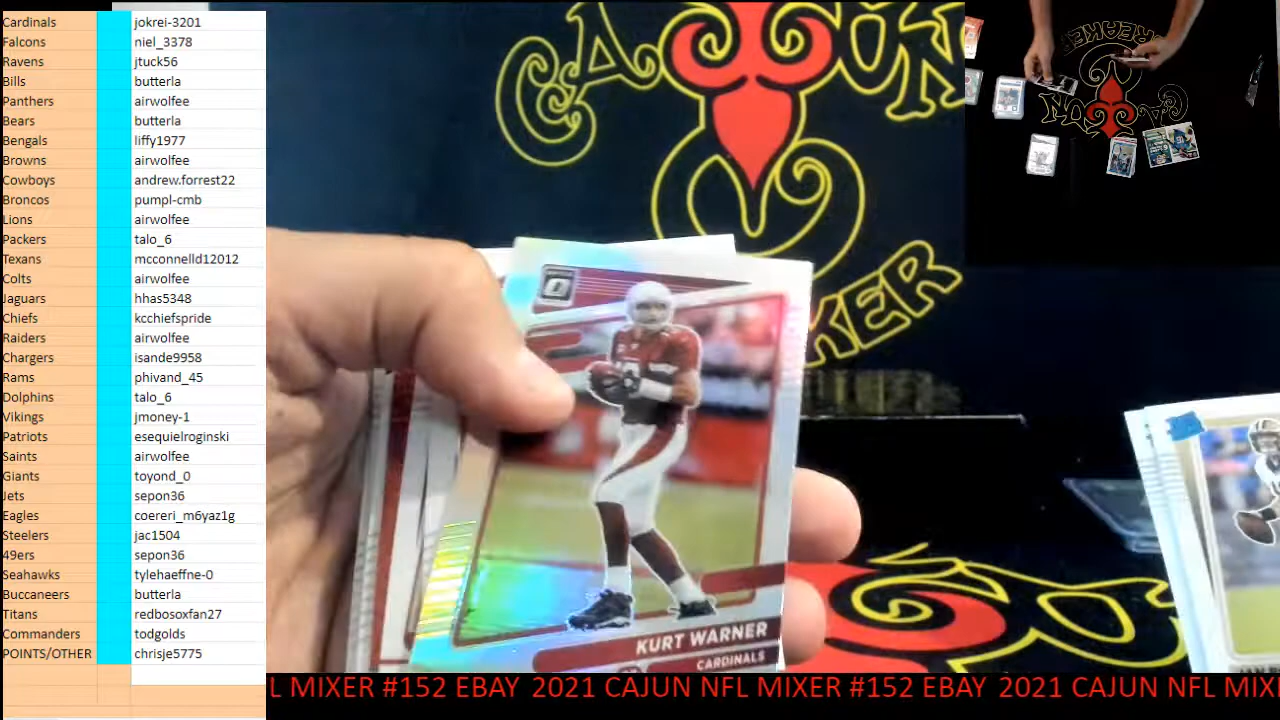 Cardinals jokrei-3201
Falcons niel_3378
Ravens jtuck56
Bills butterla
Panthers airwolfee
Bears butterla
Bengals liffy1977
Browns airwolfee
Cowboys andrew.forrest22
Broncos pumpl-cmb
Lions airwolfee
Packers talo_6
Texans mcconnelld12012
Colts airwolfee
Jaguars hhas5348
Chiefs kcchiefspride
Raiders airwolfee
Chargers isande9958
Rams phivand_45
Dolphins talo_6
Vikings jmoney-1
Patriots esequielroginski
Saints airwolfee
Giants toyond_0
Jets sepon36
Eagles coereri_m6yaz1g
Steelers jac1504
49ers sepon36
Seahawks tylehaeffne-0
Buccaneers butterla
Titans redbosoxfan27
Commanders todgolds
POINTS/OTHER chrisje5775
KURT WARNER
CARDINALS
L MIXER #152 EBAY 2021 CAJUN NFL MIXER #152 EBAY 2021 CAJUN NFL MIXI